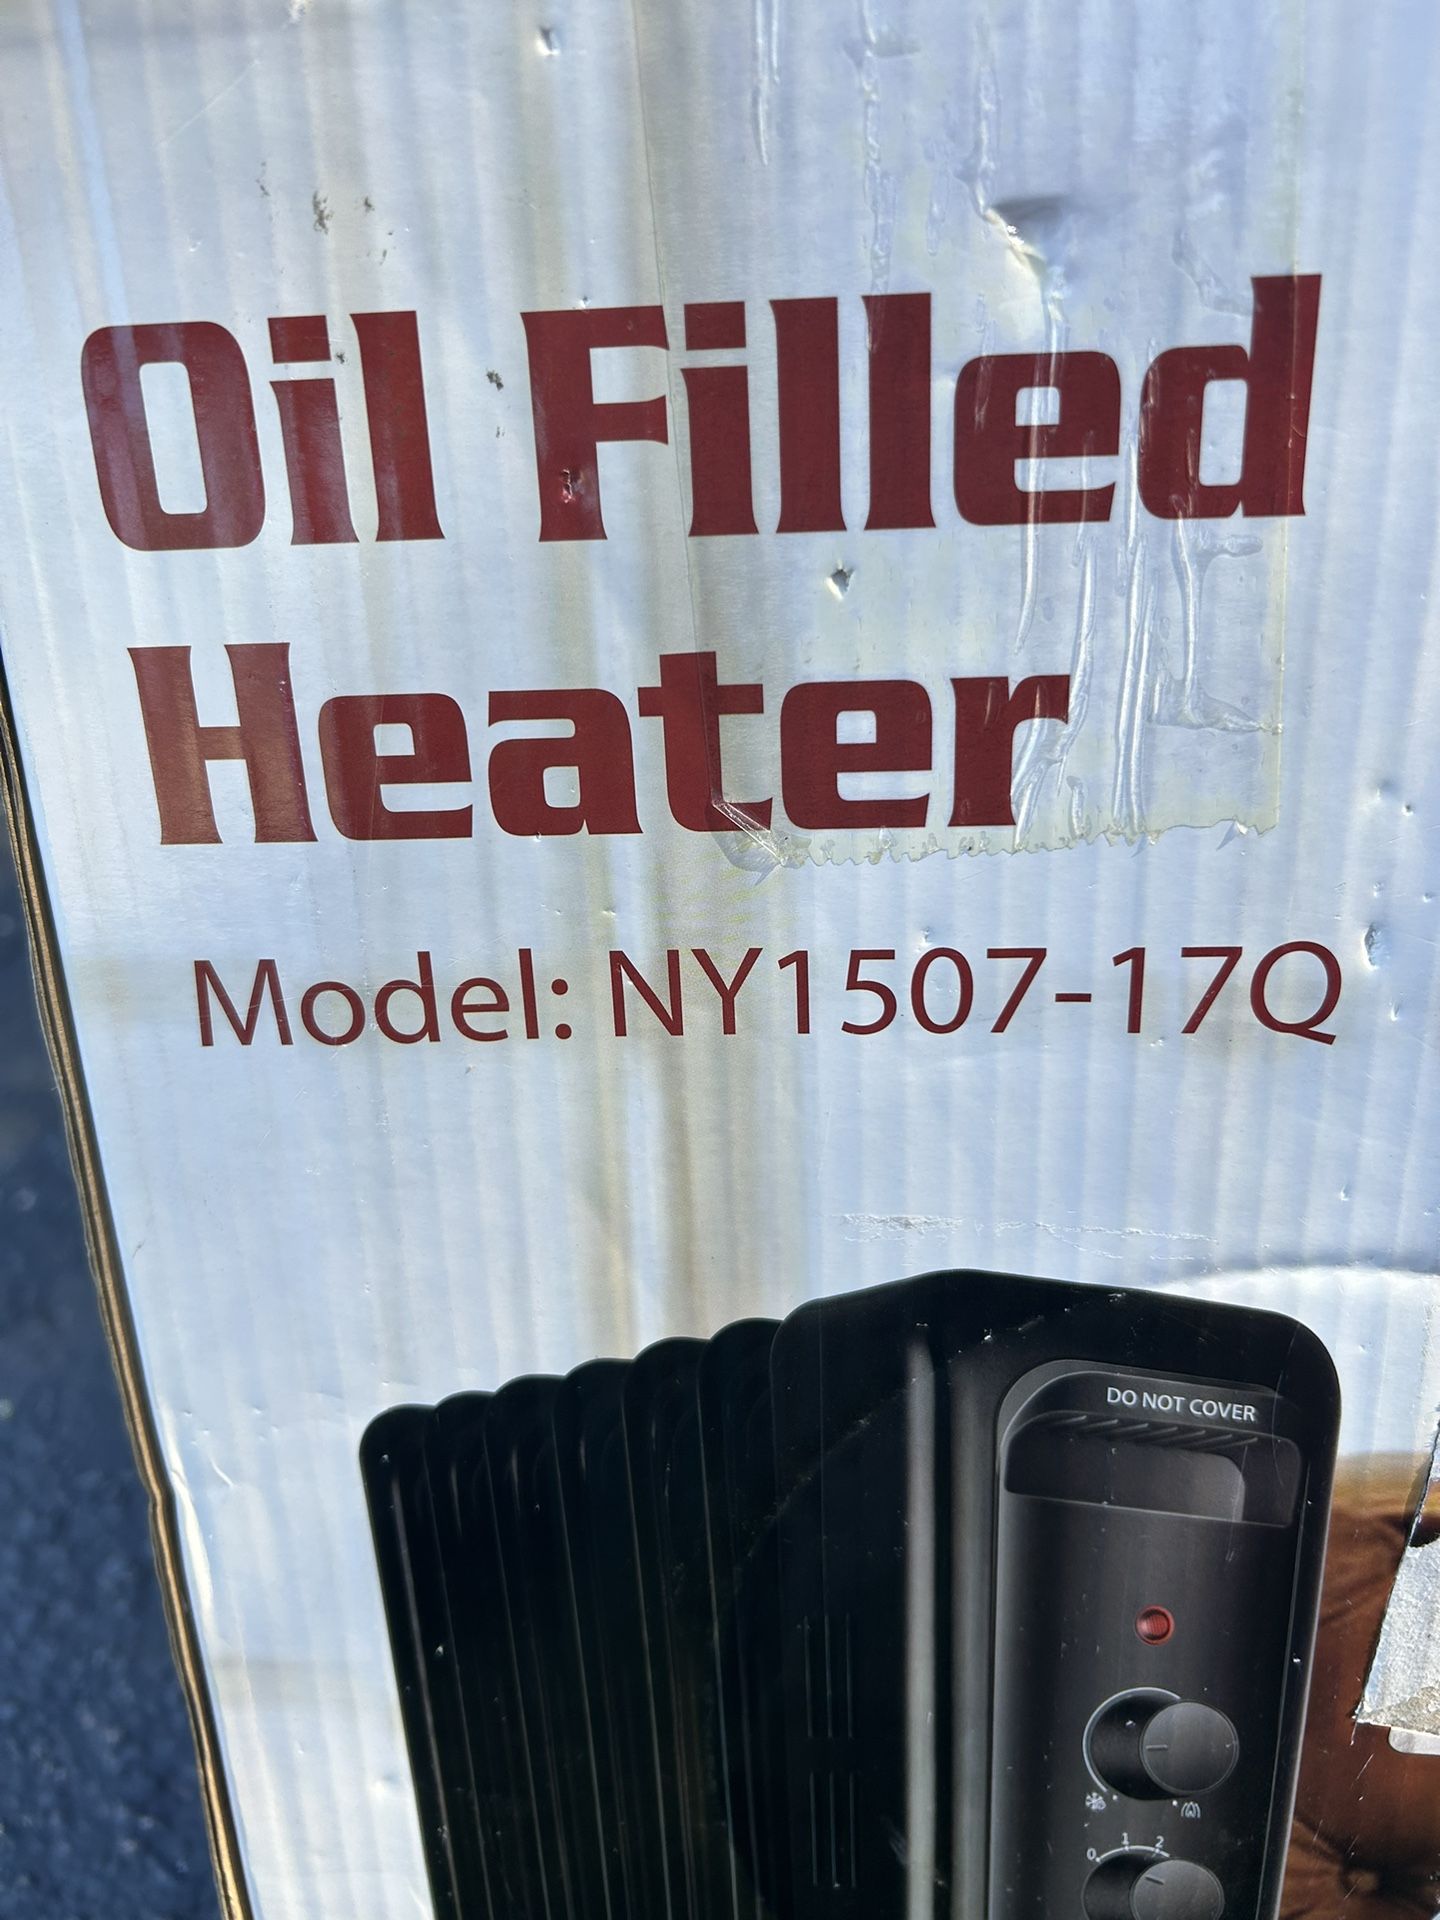 Oil Filled
Heater
Model: NY1507-17Q
DO NOT COVER
0 1 2